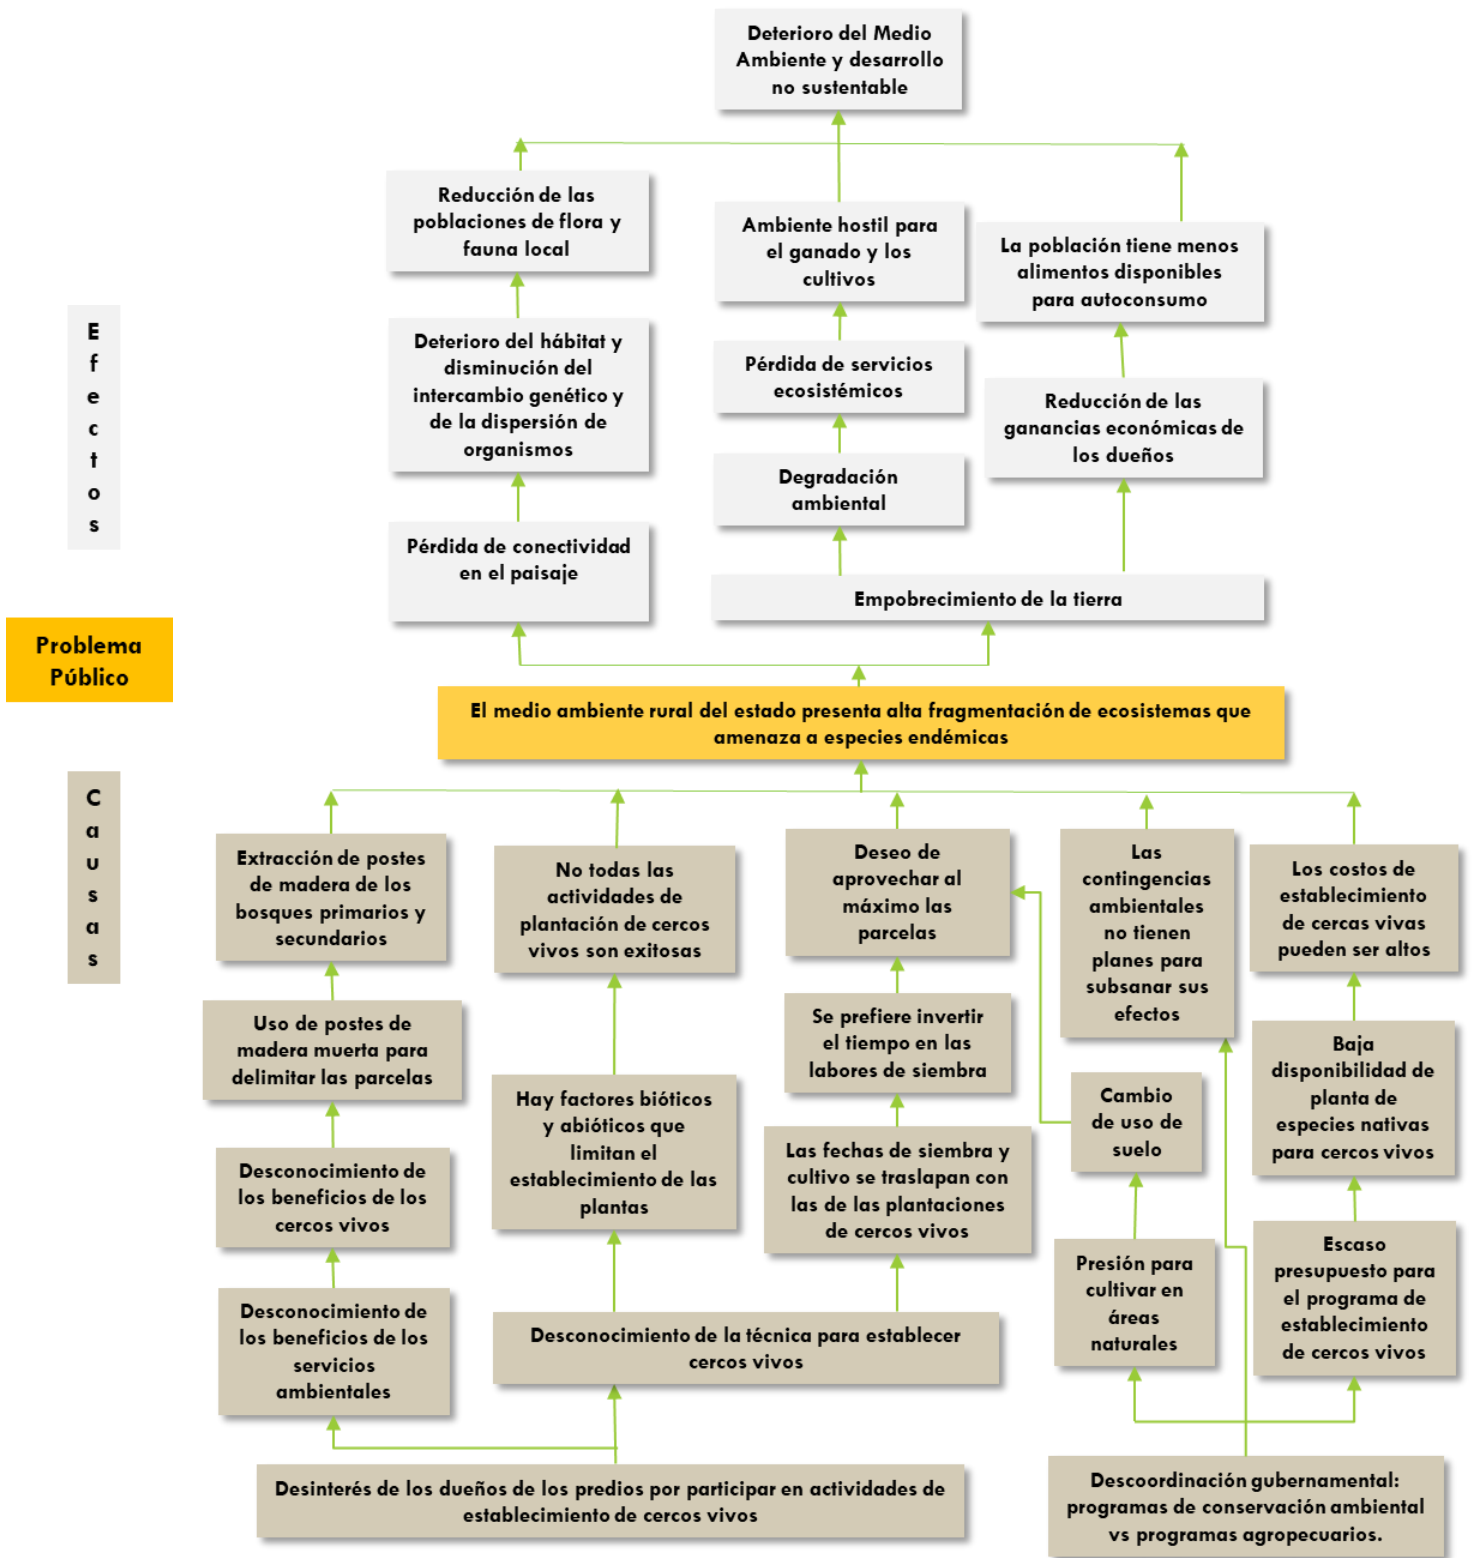 Deterioro del Medio
Ambiente y desarrollo
no sustentable
Reducción de las
poblaciones de flora y
fauna local
Ambiente hostil para
el ganado y los
cultivos
La población tiene menos
alimentos disponibles
para autoconsumo
E
f
e
c
t
o
s
Deterioro del hábitat y
disminución del
intercambio genético y
de la dispersión de
organismos
Pérdida de servicios
ecosistémicos
Reducción de las
ganancias económicas de
los dueños
Degradación
ambiental
Pérdida de conectividad
en el paisaje
Empobrecimiento de la tierra
Problema
Público
El medio ambiente rural del estado presenta alta fragmentación de ecosistemas que
amenaza a especies endémicas
C
a
u
s
a
s
Extracción de postes
de madera de los
bosques primarios y
secundarios
No todas las
actividades de
plantación de cercos
vivos son exitosas
Deseo de
aprovechar al
máximo las
parcelas
Las
contingencias
ambientales
no tienen
planes para
subsanar sus
efectos
Los costos de
establecimiento
de cercas vivas
pueden ser altos
Uso de postes de
madera muerta para
delimitar las parcelas
Se prefiere invertir
el tiempo en las
labores de siembra
Baja
disponibilidad de
planta de
especies nativas
para cercos vivos
Hay factores bióticos
y abióticos que
limitan el
establecimiento de las
plantas
Cambio
de uso de
suelo
Desconocimiento de
los beneficios de los
cercos vivos
Las fechas de siembra y
cultivo se traslapan con
las de las plantaciones
de cercos vivos
Presión para
cultivar en
áreas
naturales
Escaso
presupuesto para
el programa de
establecimiento
de cercos vivos
Desconocimiento de
los beneficios de los
servicios
ambientales
Desconocimiento de la técnica para establecer
cercos vivos
Desinterés de los dueños de los predios por participar en actividades de
establecimiento de cercos vivos
Descoordinación gubernamental:
programas de conservación ambiental
vs programas agropecuarios.